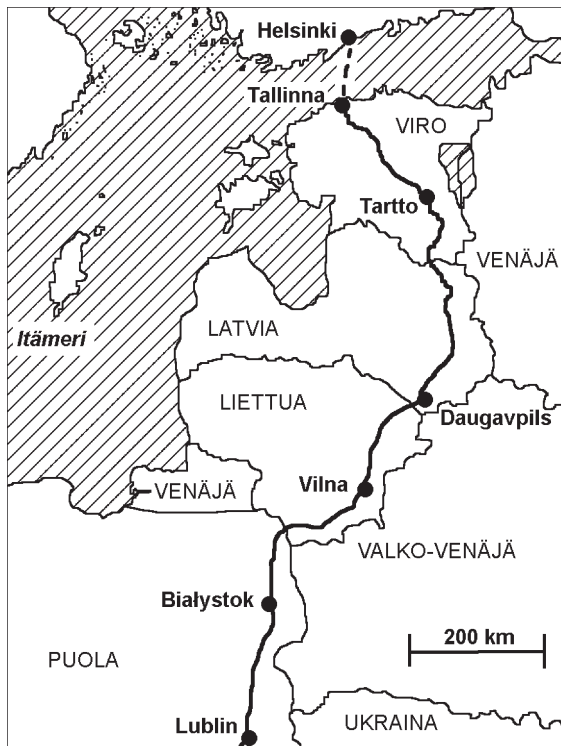 Helsinki
Tallinna
VIRO
Tartto
VENÄJÄ
LATVIA
Itämeri
LIETTUA
Daugavpils
VENÄJÄ
Vilna
VALKO-VENÄJÄ
Białystok
200 km
PUOLA
Lublin
UKRAINA